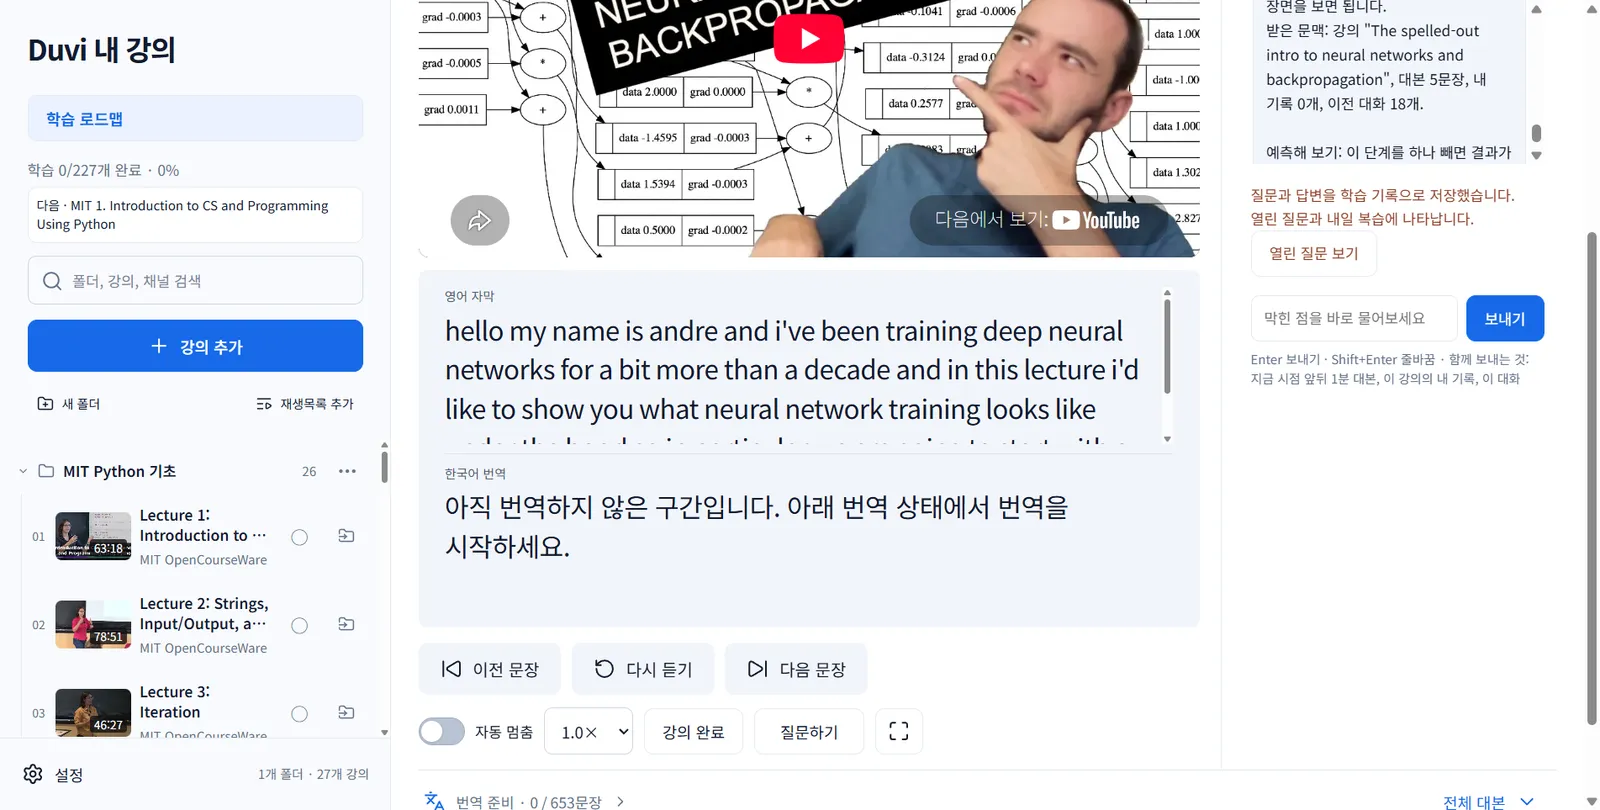 Duvi 내 강의
학습 로드맵
학습 0/227개 완료 · 0%
다음 · MIT 1. Introduction to CS and Programming
Using Python
폴더, 강의, 채널 검색
강의 추가
새 폴더
재생목록 추가
MIT Python 기초
26
01
63:18
Lecture 1:
Introduction to ···
MIT OpenCourseWare
02
78:51
Lecture 2: Strings,
Input/Output, a···
MIT OpenCourseWare
03
46:27
Lecture 3:
Iteration
MIT OpenCourseWare
설정
1개 폴더 · 27개 강의
BACKPROPAGA
grad -0.0003
grad -0.0005
grad 0.0011
data 2.0000
grad 0.0000
data -1.4595
grad -0.0003
data 1.5394
grad -0.0003
data 0.5000
grad -0.0002
grad -0.0006
data -0.3124
grad 0.0
data 0.2577
data 1.00
data -1.00
data 1.000
data 1.302
다음에서 보기: YouTube
영어 자막
hello my name is andre and i've been training deep neural
networks for a bit more than a decade and in this lecture i'd
like to show you what neural network training looks like
한국어 번역
아직 번역하지 않은 구간입니다. 아래 번역 상태에서 번역을
시작하세요.
이전 문장
다시 듣기
다음 문장
자동 멈춤
1.0×
강의 완료
질문하기
번역 준비 · 0 / 653문장
전체 대본
장면을 보면 됩니다.
받은 문맥: 강의 "The spelled-out
intro to neural networks and
backpropagation", 대본 5문장, 내
기록 0개, 이전 대화 18개.
예측해 보기: 이 단계를 하나 빼면 결과가
질문과 답변을 학습 기록으로 저장했습니다.
열린 질문과 내일 복습에 나타납니다.
열린 질문 보기
막힌 점을 바로 물어보세요
보내기
Enter 보내기 · Shift+Enter 줄바꿈 · 함께 보내는 것:
지금 시점 앞뒤 1분 대본, 이 강의의 내 기록, 이 대화